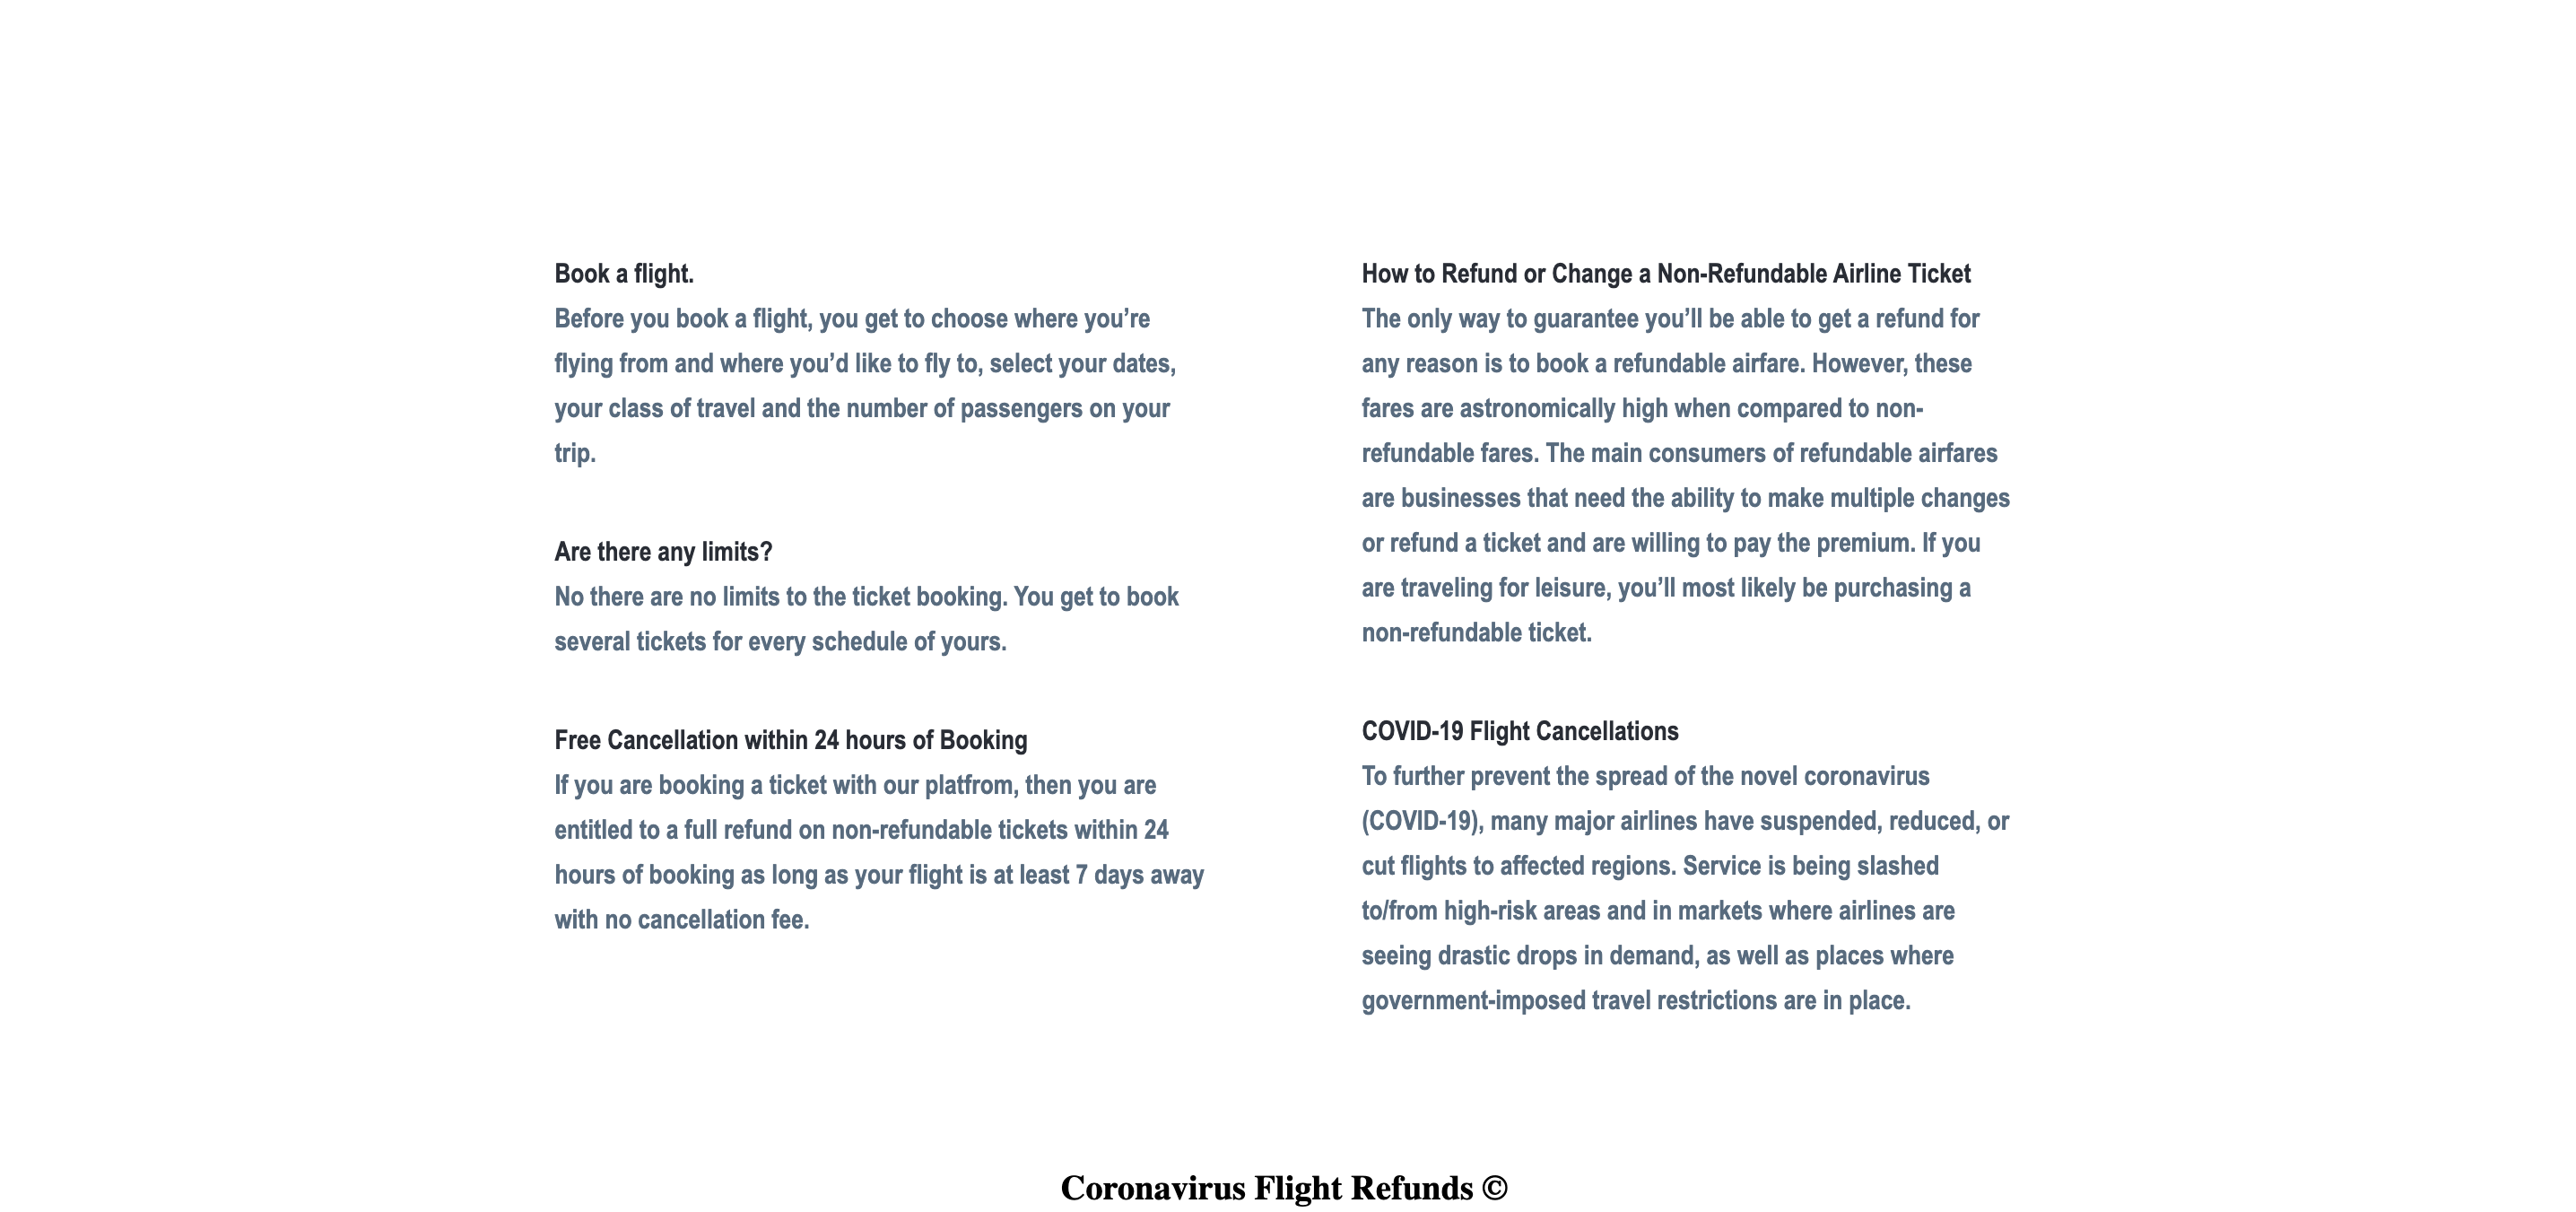 Book a flight.
Before you book a flight, you get to choose where you’re
flying from and where you’d like to fly to, select your dates,
your class of travel and the number of passengers on your
trip.
Are there any limits?
No there are no limits to the ticket booking. You get to book
several tickets for every schedule of yours.
Free Cancellation within 24 hours of Booking
If you are booking a ticket with our platfrom, then you are
entitled to a full refund on non-refundable tickets within 24
hours of booking as long as your flight is at least 7 days away
with no cancellation fee.
How to Refund or Change a Non-Refundable Airline Ticket
The only way to guarantee you’ll be able to get a refund for
any reason is to book a refundable airfare. However, these
fares are astronomically high when compared to non-
refundable fares. The main consumers of refundable airfares
are businesses that need the ability to make multiple changes
or refund a ticket and are willing to pay the premium. If you
are traveling for leisure, you’ll most likely be purchasing a
non-refundable ticket.
COVID-19 Flight Cancellations
To further prevent the spread of the novel coronavirus
(COVID-19), many major airlines have suspended, reduced, or
cut flights to affected regions. Service is being slashed
to/from high-risk areas and in markets where airlines are
seeing drastic drops in demand, as well as places where
government-imposed travel restrictions are in place.
Coronavirus Flight Refunds ©